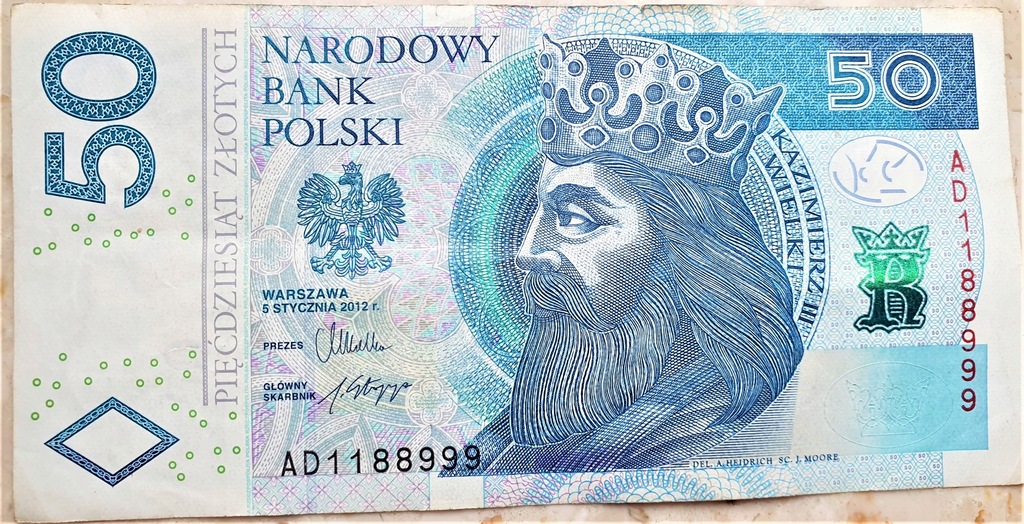 50
PIĘĆDZIESIĄT ZŁOTYCH
NARODOWY
BANK
POLSKI
WARSZAWA
5 STYCZNIA 2012 r.
PREZES
GŁÓWNY
SKARBNIK
AD1188999
50
KAZIMIERZ III
WIELKI
AD1188999
R
DEL. A. HEIDRICH SC. J. MOORE